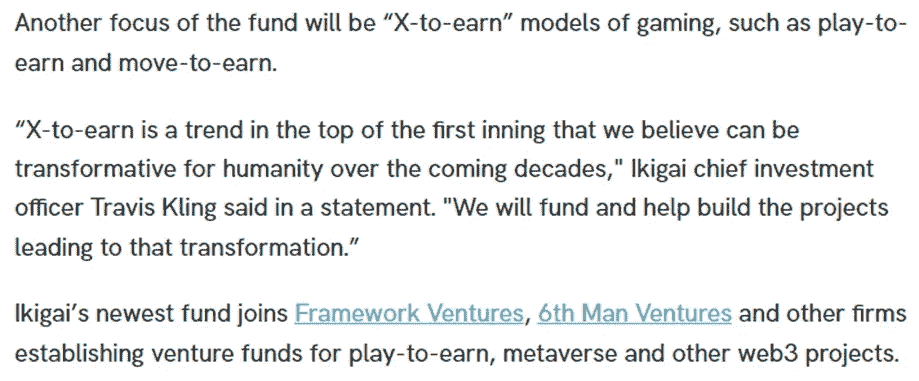 Another focus of the fund will be “X-to-earn” models of gaming, such as play-to-
earn and move-to-earn.
“X-to-earn is a trend in the top of the first inning that we believe can be
transformative for humanity over the coming decades," Ikigai chief investment
officer Travis Kling said in a statement. "We will fund and help build the projects
leading to that transformation.”
Ikigai’s newest fund joins Framework Ventures, 6th Man Ventures and other firms
establishing venture funds for play-to-earn, metaverse and other web3 projects.